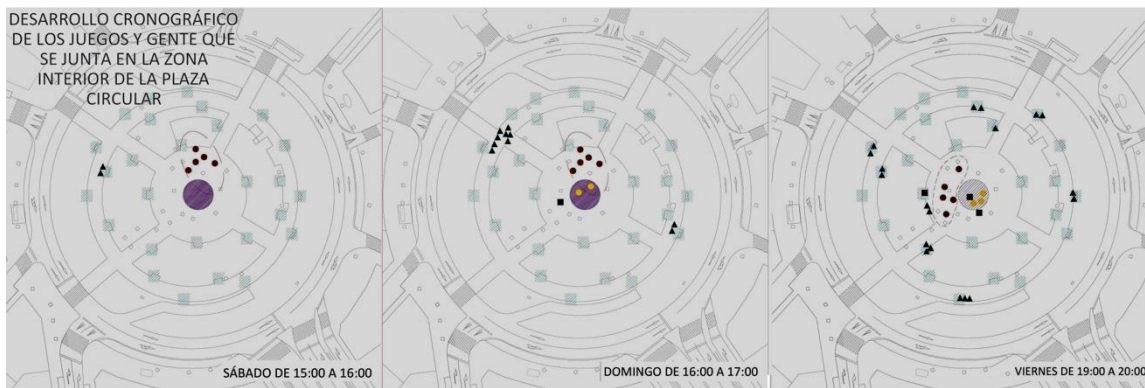 DESARROLLO CRONOGRÁFICO
DE LOS JUEGOS Y GENTE QUE
SE JUNTA EN LA ZONA
INTERIOR DE LA PLAZA
CIRCULAR
SÁBADO DE 15:00 A 16:00
DOMINGO DE 16:00 A 17:00
VIERNES DE 19:00 A 20:00